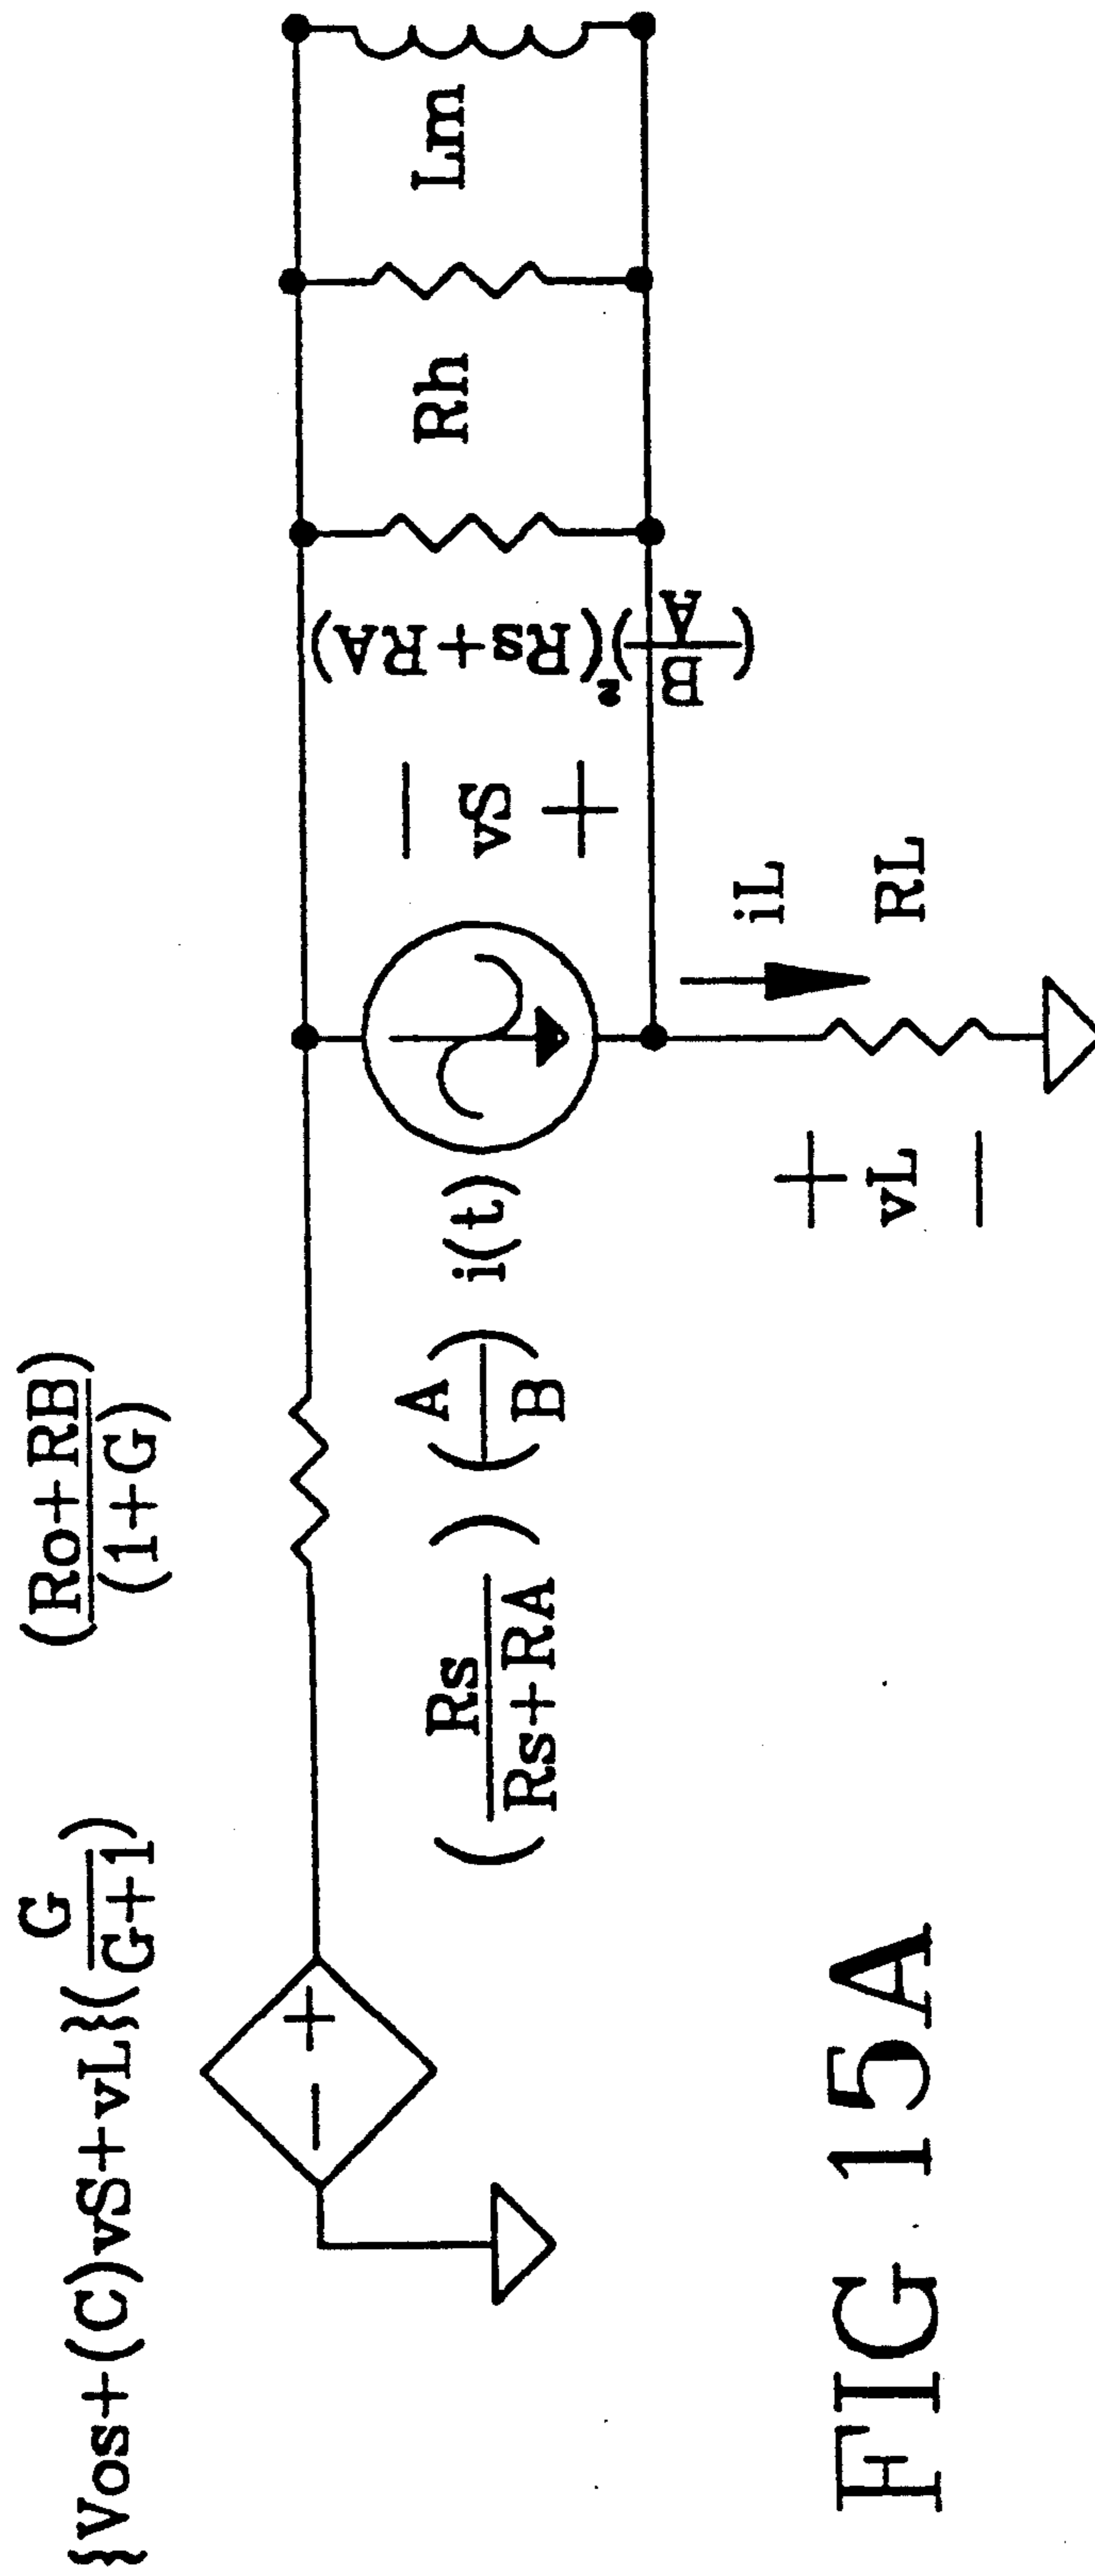 {Vos+(C)vS+vL}(G/G+1)
(Ro+RB)/(1+G)
(Rs/Rs+RA) (A/B) i(t)
− vS +
(B/A)²(Rs+RA)
Rh
Lm
− +
+ vL −
iL
RL
FIG 15A